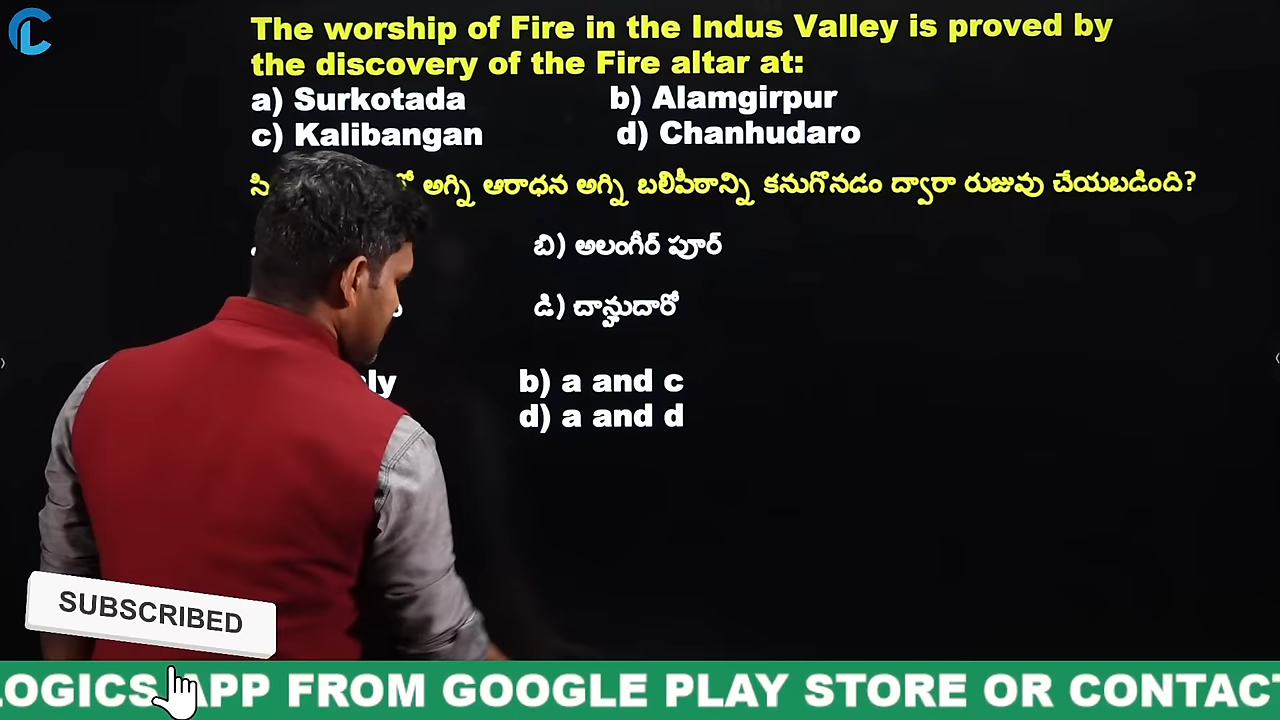 The worship of Fire in the Indus Valley is proved by
the discovery of the Fire altar at:
a) Surkotada b) Alamgirpur
c) Kalibangan d) Chanhudaro
అగ్ని ఆరాధన అగ్ని బలిపీఠాన్ని కనుగొనడం ద్వారా రుజువు చేయబడింది?
బి) అలంగీర్ పూర్
డి) చాన్హుదారో
b) a and c
d) a and d
SUBSCRIBED
APP FROM GOOGLE PLAY STORE OR